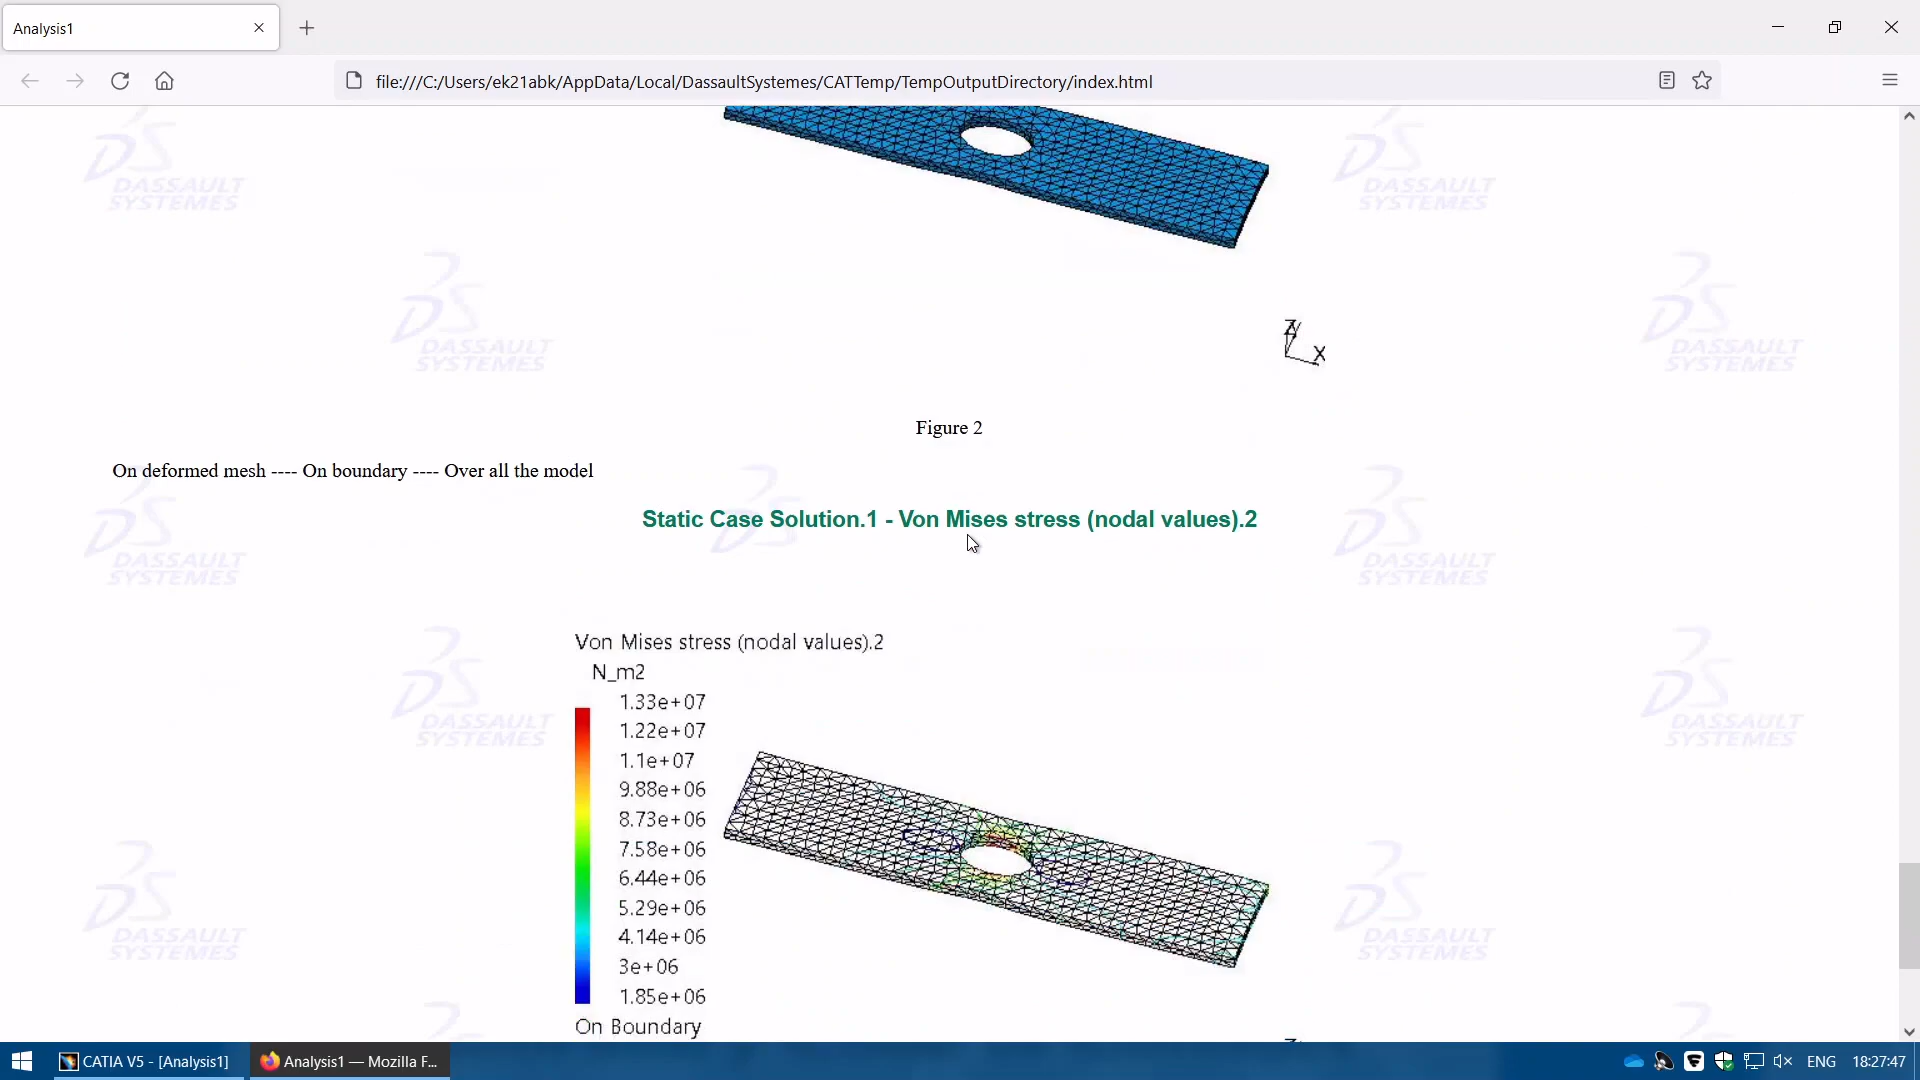 Analysis1
file:///C:/Users/ek21abk/AppData/Local/DassaultSystemes/CATTemp/TempOutputDirectory/index.html
DASSAULT SYSTEMES
Z
X
Figure 2
On deformed mesh ---- On boundary ---- Over all the model
Static Case Solution.1 - Von Mises stress (nodal values).2
Von Mises stress (nodal values).2
N_m2
1.33e+07
1.22e+07
1.1e+07
9.88e+06
8.73e+06
7.58e+06
6.44e+06
5.29e+06
4.14e+06
3e+06
1.85e+06
On Boundary
CATIA V5 - [Analysis1]
Analysis1 — Mozilla F...
ENG
18:27:47